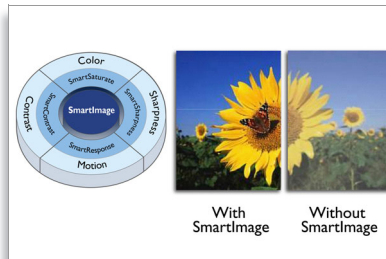 Color
SmartSaturate
Contrast
SmartContrast
SmartImage
SmartSharpness
Sharpness
SmartResponse
Motion
With
SmartImage
Without
SmartImage